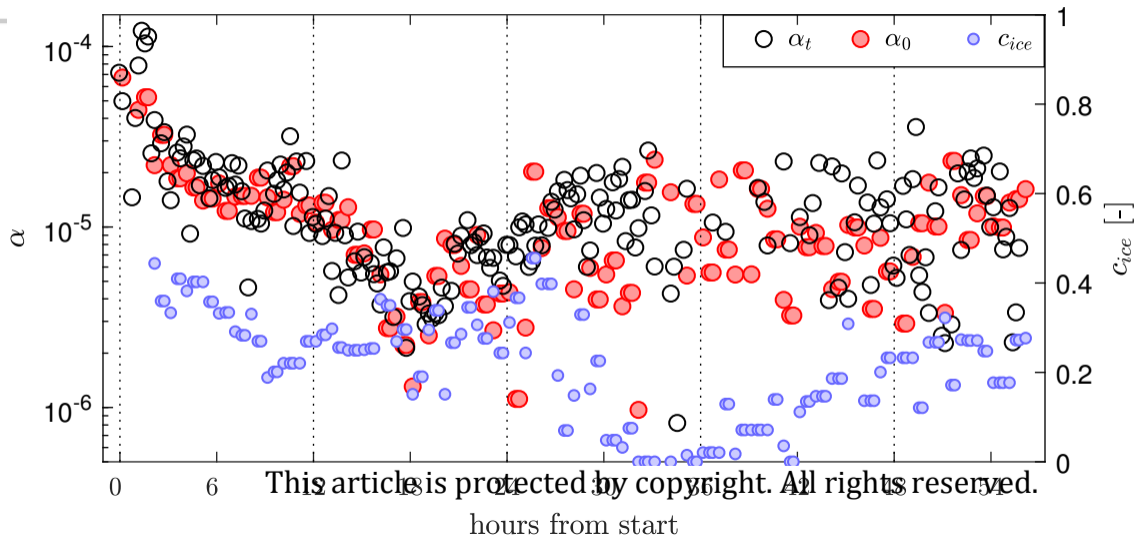 α_t α_0 c_ice
10^-4
10^-5
10^-6
α
1
0.8
0.6
0.4
0.2
0
c_ice [-]
0 6 12 18 24 30 36 42 48 54
This article is protected by copyright. All rights reserved.
hours from start